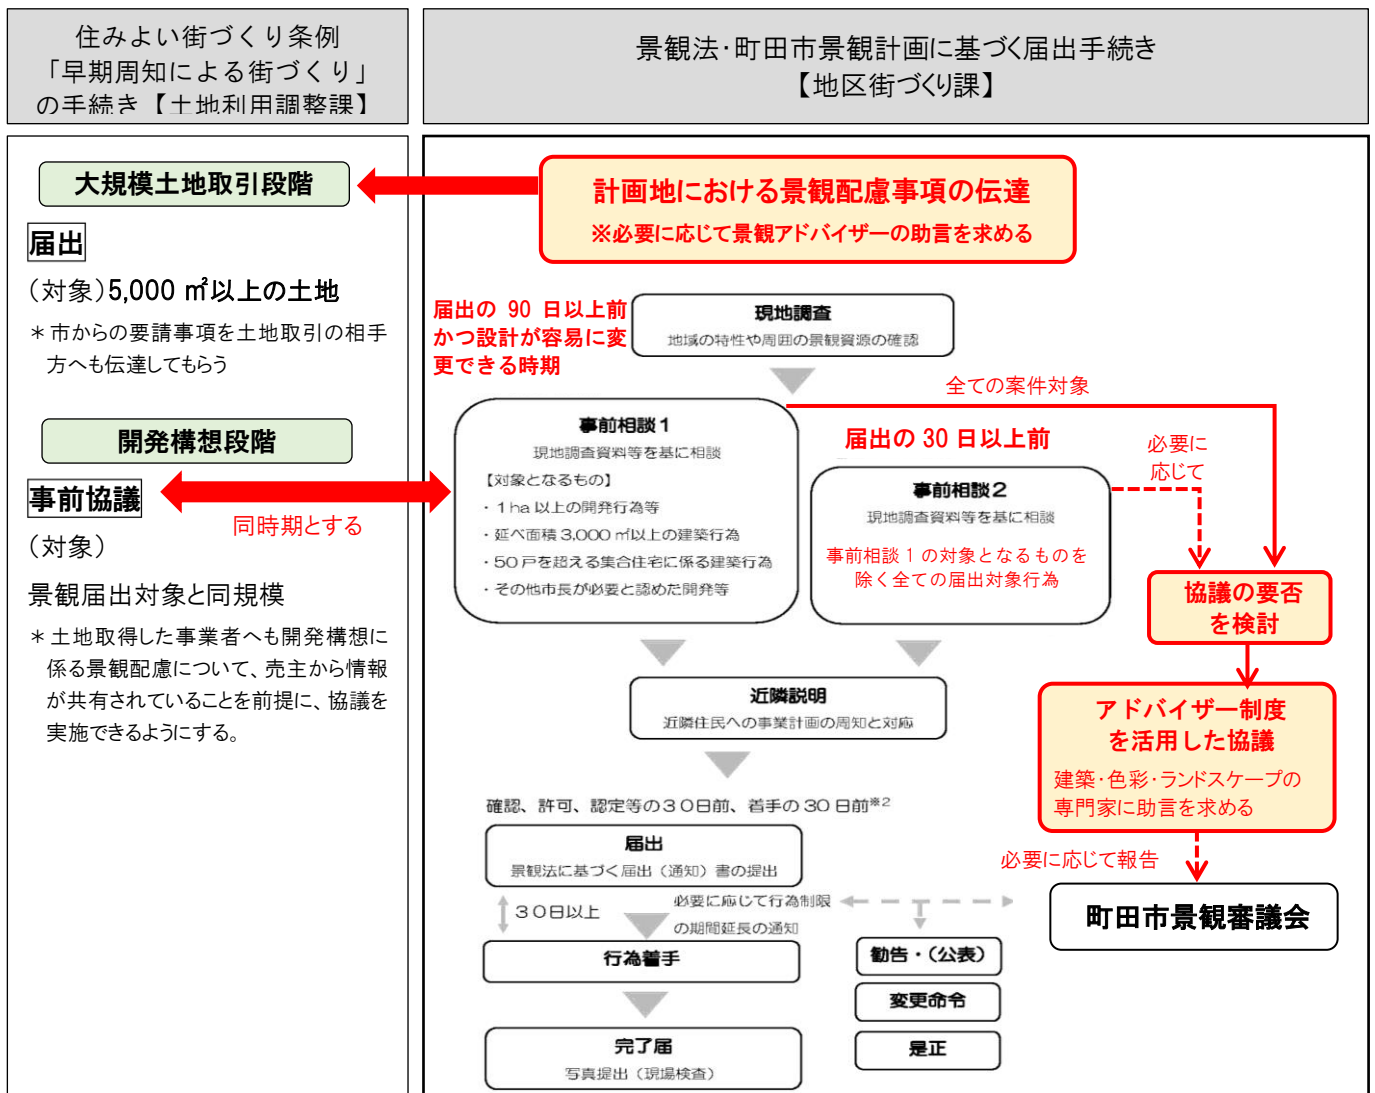 住みよい街づくり条例
「早期周知による街づくり」
の手続き【土地利用調整課】
景観法・町田市景観計画に基づく届出手続き
【地区街づくり課】
大規模土地取引段階
届出
（対象）5,000 ㎡以上の土地
＊市からの要請事項を土地取引の相手
方へも伝達してもらう
開発構想段階
事前協議
同時期とする
（対象）
景観届出対象と同規模
＊土地取得した事業者へも開発構想に
係る景観配慮について、売主から情報
が共有されていることを前提に、協議を
実施できるようにする。
計画地における景観配慮事項の伝達
※必要に応じて景観アドバイザーの助言を求める
届出の 90 日以上前
かつ設計が容易に変
更できる時期
現地調査
地域の特性や周囲の景観資源の確認
全ての案件対象
事前相談１
現地調査資料等を基に相談
【対象となるもの】
・１ha 以上の開発行為等
・延べ面積 3,000 ㎡以上の建築行為
・50 戸を超える集合住宅に係る建築行為
・その他市長が必要と認めた開発等
届出の 30 日以上前
必要に
応じて
事前相談２
現地調査資料等を基に相談
事前相談 1 の対象となるものを
除く全ての届出対象行為
協議の要否
を検討
近隣説明
近隣住民への事業計画の周知と対応
アドバイザー制度
を活用した協議
建築・色彩・ランドスケープの
専門家に助言を求める
確認、許可、認定等の３０日前、着手の 30 日前※2
届出
景観法に基づく届出（通知）書の提出
必要に応じて報告
町田市景観審議会
３０日以上
必要に応じて行為制限
の期間延長の通知
行為着手
勧告・（公表）
変更命令
是正
完了届
写真提出（現場検査）